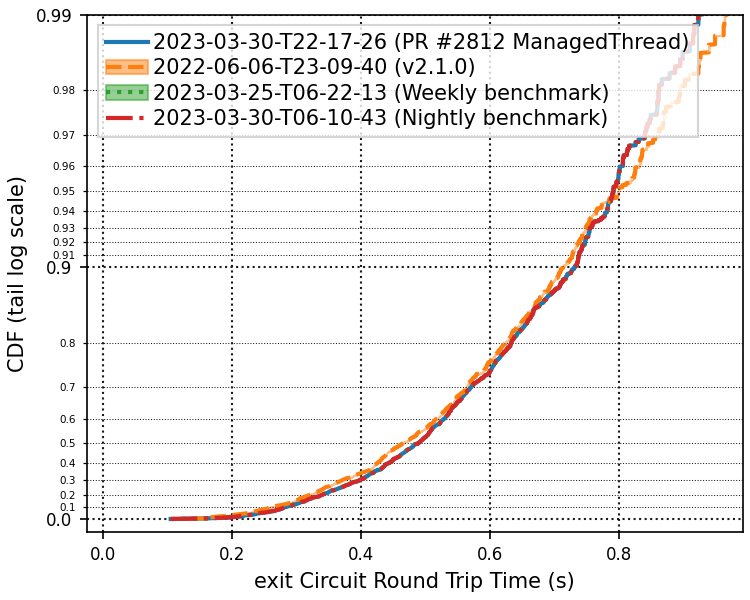 2023-03-30-T22-17-26 (PR #2812 ManagedThread)
2022-06-06-T23-09-40 (v2.1.0)
2023-03-25-T06-22-13 (Weekly benchmark)
2023-03-30-T06-10-43 (Nightly benchmark)
CDF (tail log scale)
0.99
0.98
0.97
0.96
0.95
0.94
0.93
0.92
0.91
0.9
0.8
0.7
0.6
0.5
0.4
0.3
0.2
0.1
0.0
0.0 0.2 0.4 0.6 0.8
exit Circuit Round Trip Time (s)